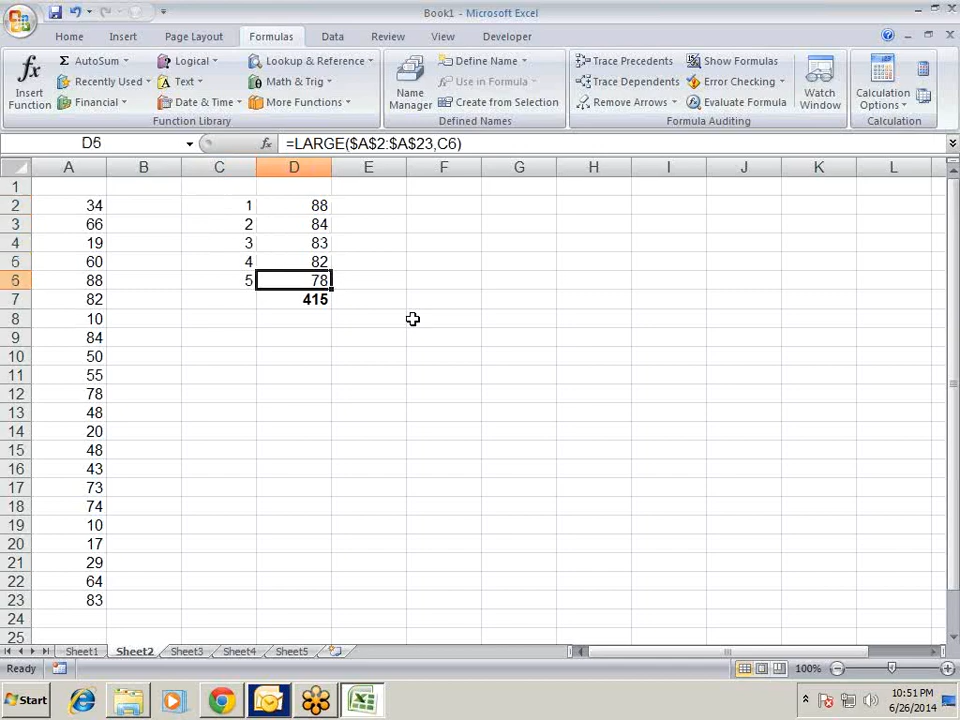 Book1 - Microsoft Excel
Home Insert Page Layout Formulas Data Review View Developer
fx Insert Function
Σ AutoSum Logical Lookup & Reference
Recently Used Text Math & Trig
Financial Date & Time More Functions
Function Library
Name Manager
Define Name
Use in Formula
Create from Selection
Defined Names
Trace Precedents Show Formulas
Trace Dependents Error Checking
Remove Arrows Evaluate Formula
Formula Auditing
Watch Window
Calculation Options
Calculation
D6 fx =LARGE($A$2:$A$23,C6)
A B C D E F G H I J K L
1
2 34 1 88
3 66 2 84
4 19 3 83
5 60 4 82
6 88 5 78
7 82 415
8 10
9 84
10 50
11 55
12 78
13 48
14 20
15 48
16 43
17 73
18 74
19 10
20 17
21 29
22 64
23 83
24
25
Sheet1 Sheet2 Sheet3 Sheet4 Sheet5
Ready 100%
Start 10:51 PM
6/26/2014